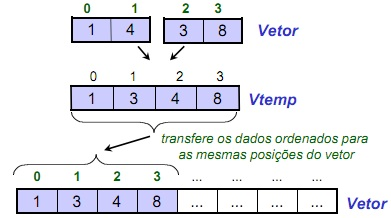 0 1 2 3
1 4 3 8 Vetor
0 1 2 3
1 3 4 8 Vtemp
transfere os dados ordenados para
as mesmas posições do vetor
0 1 2 3 ... ... ... ...
1 3 4 8 ... ... ... ... Vetor